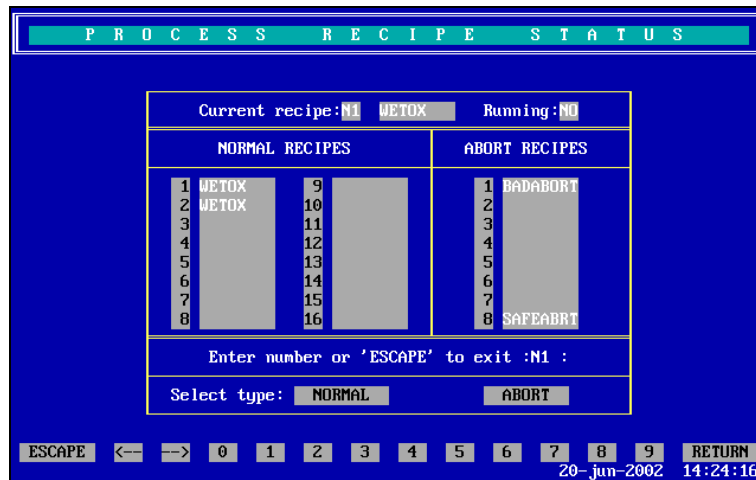 PROCESS RECIPE STATUS
Current recipe:N1 WETOX Running:NO
NORMAL RECIPES ABORT RECIPES
1 WETOX 9 1 BADABORT
2 WETOX 10 2
3 11 3
4 12 4
5 13 5
6 14 6
7 15 7
8 16 8 SAFEABRT
Enter number or 'ESCAPE' to exit :N1 :
Select type: NORMAL ABORT
ESCAPE <-- --> 0 1 2 3 4 5 6 7 8 9 RETURN
20-jun-2002 14:24:16